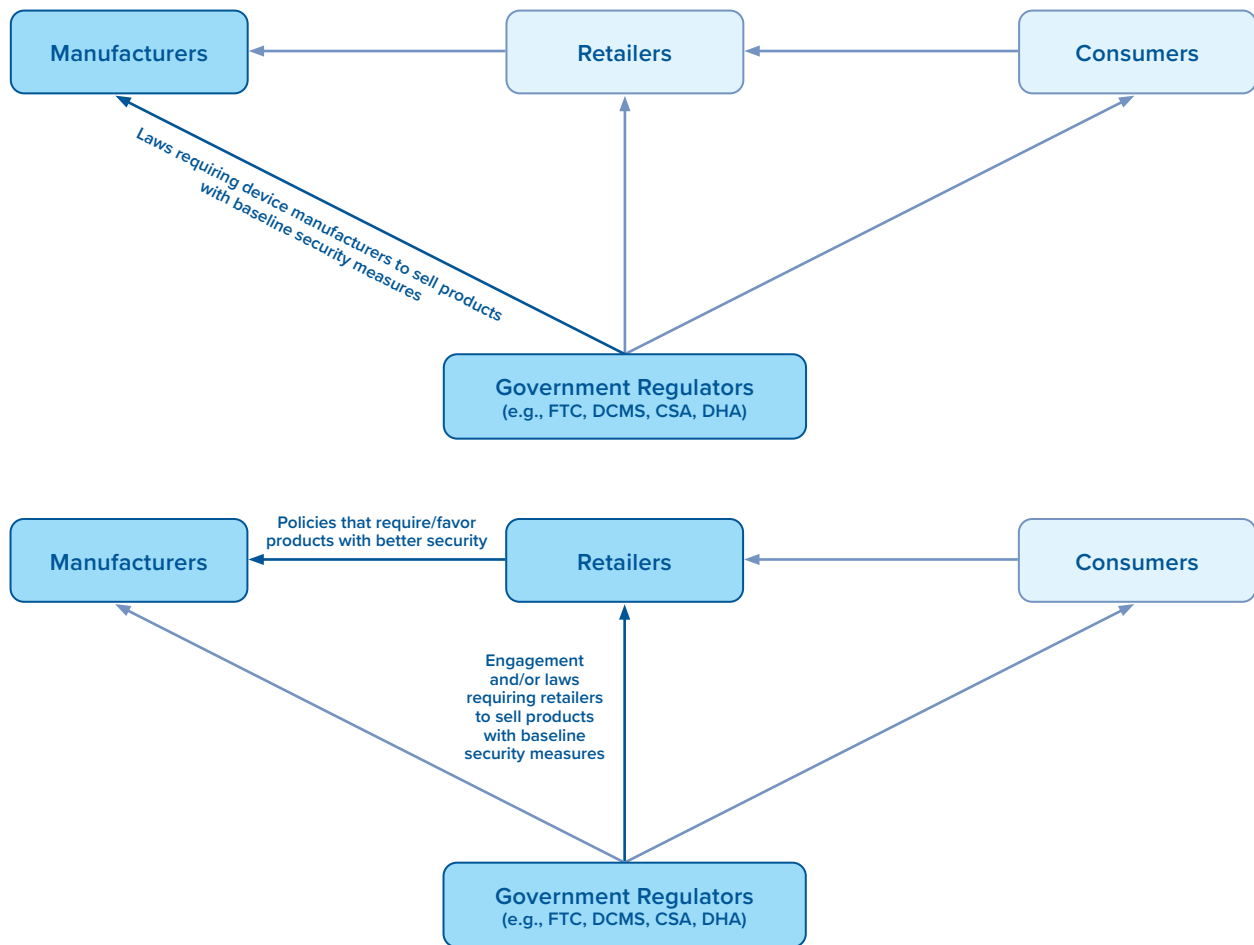 Manufacturers
Retailers
Consumers
Laws requiring device manufacturers to sell products
with baseline security measures
Government Regulators
(e.g., FTC, DCMS, CSA, DHA)
Policies that require/favor
products with better security
Manufacturers
Retailers
Consumers
Engagement
and/or laws
requiring retailers
to sell products
with baseline
security measures
Government Regulators
(e.g., FTC, DCMS, CSA, DHA)